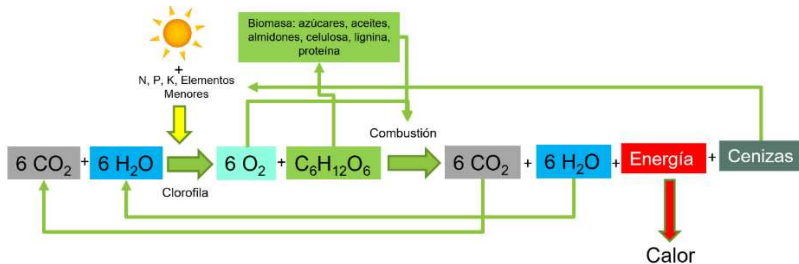 Biomasa: azúcares, aceites,
almidones, celulosa, lignina,
proteína
+
N, P, K, Elementos
Menores
Combustión
6 CO₂ + 6 H₂O
Clorofila
6 O₂ + C₆H₁₂O₆
6 CO₂ + 6 H₂O + Energía + Cenizas
Calor